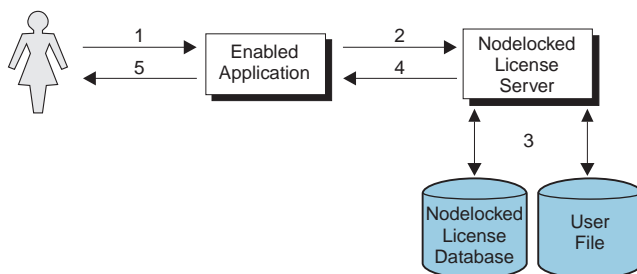 1
Enabled
Application
2
Nodelocked
License
Server
5
4
3
Nodelocked
License
Database
User
File